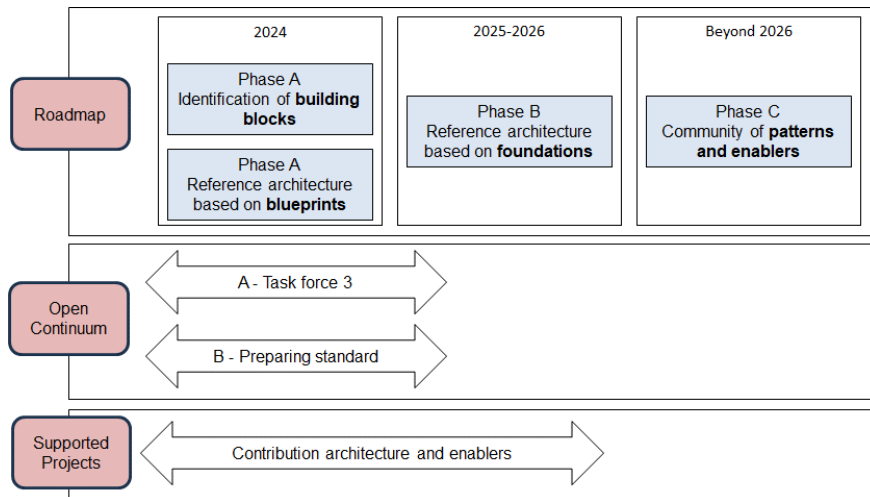 2024
2025-2026
Beyond 2026
Roadmap
Phase A
Identification of building
blocks
Phase A
Reference architecture
based on blueprints
Phase B
Reference architecture
based on foundations
Phase C
Community of patterns
and enablers
Open
Continuum
A - Task force 3
B - Preparing standard
Supported
Projects
Contribution architecture and enablers